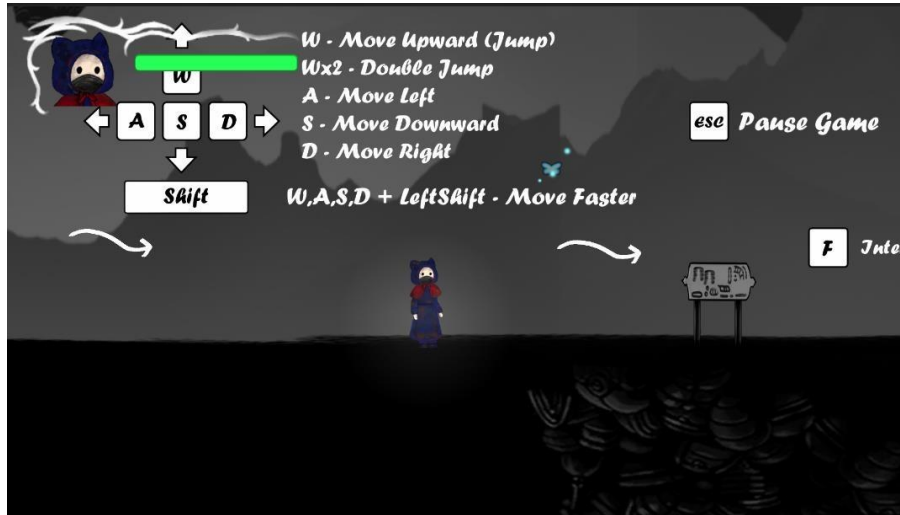 W - Move Upward (Jump)
W
Wx2 - Double Jump
A - Move Left
A S D
S - Move Downward
D - Move Right
esc Pause Game
Shift
W,A,S,D + LeftShift - Move Faster
F Inte